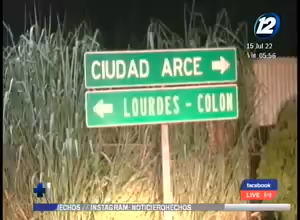 12
15 Jul 22
Vie 05:56
CIUDAD ARCE →
← LOURDES - COLON
facebook
LIVE
HECHOS // INSTAGRAM: NOTICIEROHECHOS